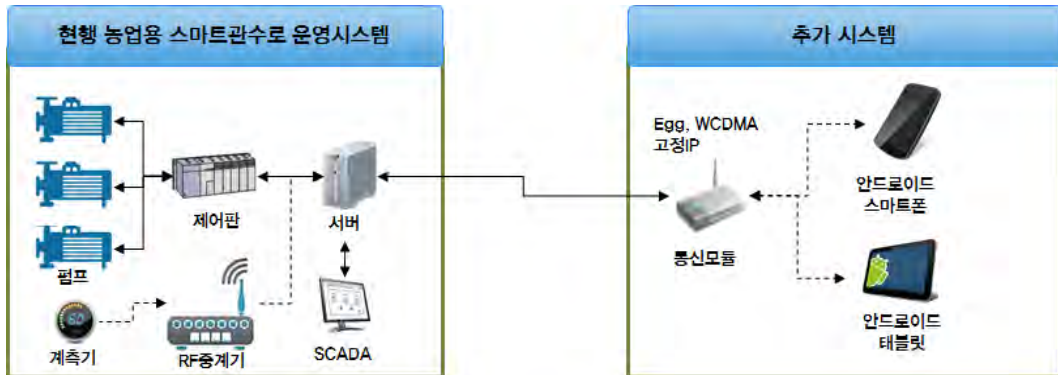 현행 농업용 스마트관수로 운영시스템
추가 시스템
펌프
제어판
서버
계측기
60
RF중계기
SCADA
Egg, WCDMA
고정IP
통신모듈
안드로이드
스마트폰
안드로이드
태블릿